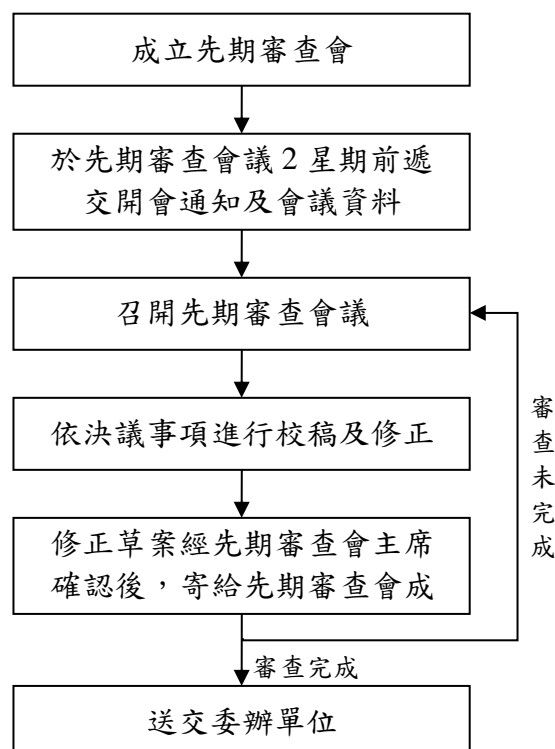 成立先期審查會
於先期審查會議2星期前遞
交開會通知及會議資料
召開先期審查會議
依決議事項進行校稿及修正
修正草案經先期審查會主席
確認後，寄給先期審查會成
審查未完成
審查完成
送交委辦單位